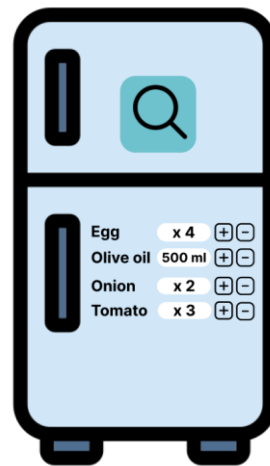 Egg x 4 + −
Olive oil 500 ml + −
Onion x 2 + −
Tomato x 3 + −